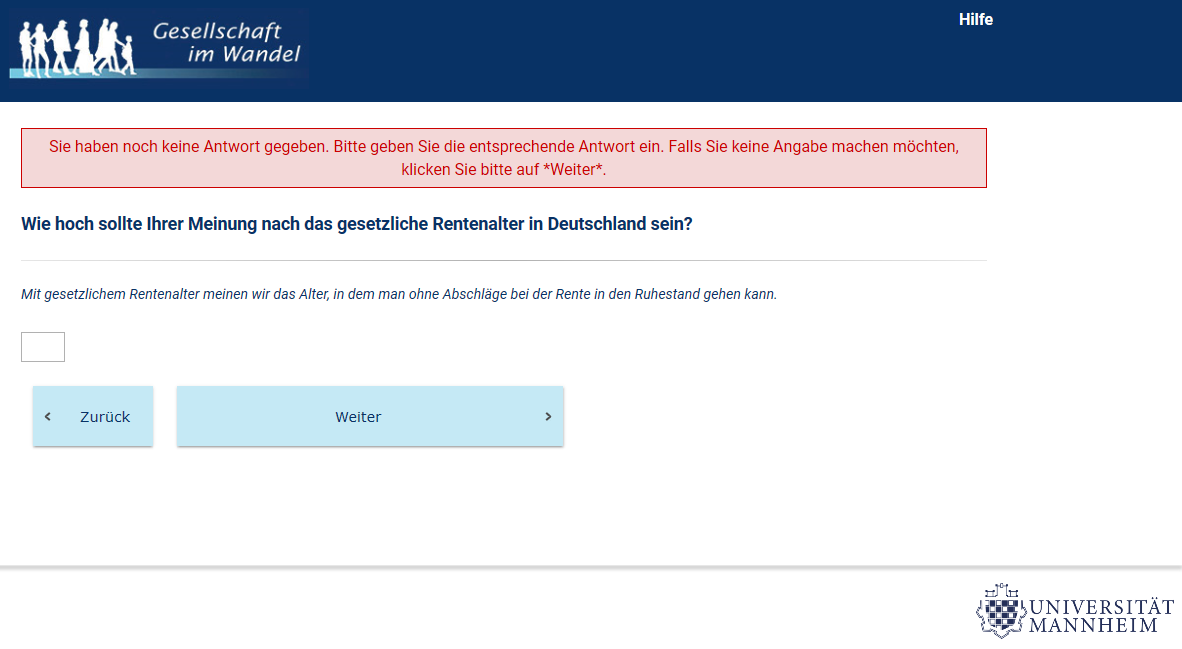 Gesellschaft
im Wandel
Hilfe
Sie haben noch keine Antwort gegeben. Bitte geben Sie die entsprechende Antwort ein. Falls Sie keine Angabe machen möchten,
klicken Sie bitte auf *Weiter*.
Wie hoch sollte Ihrer Meinung nach das gesetzliche Rentenalter in Deutschland sein?
Mit gesetzlichem Rentenalter meinen wir das Alter, in dem man ohne Abschläge bei der Rente in den Ruhestand gehen kann.
Zurück
Weiter
UNIVERSITÄT
MANNHEIM